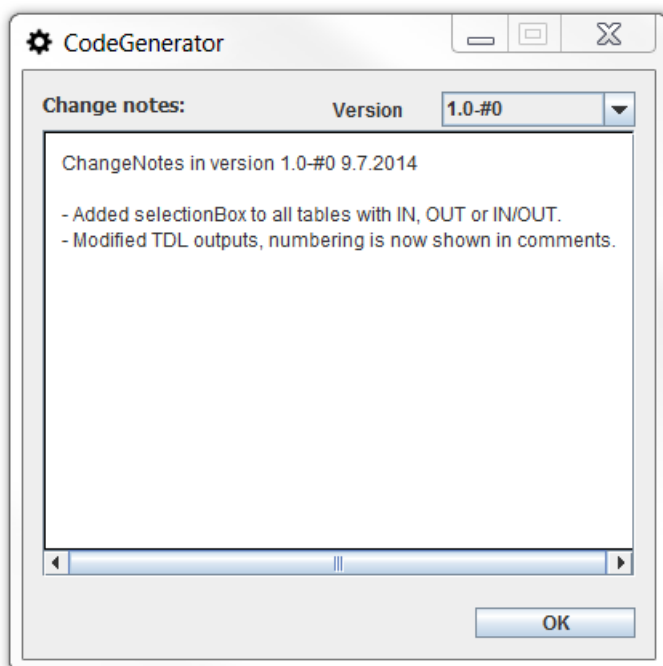 CodeGenerator
Change notes: Version 1.0-#0
ChangeNotes in version 1.0-#0 9.7.2014
- Added selectionBox to all tables with IN, OUT or IN/OUT.
- Modified TDL outputs, numbering is now shown in comments.
OK